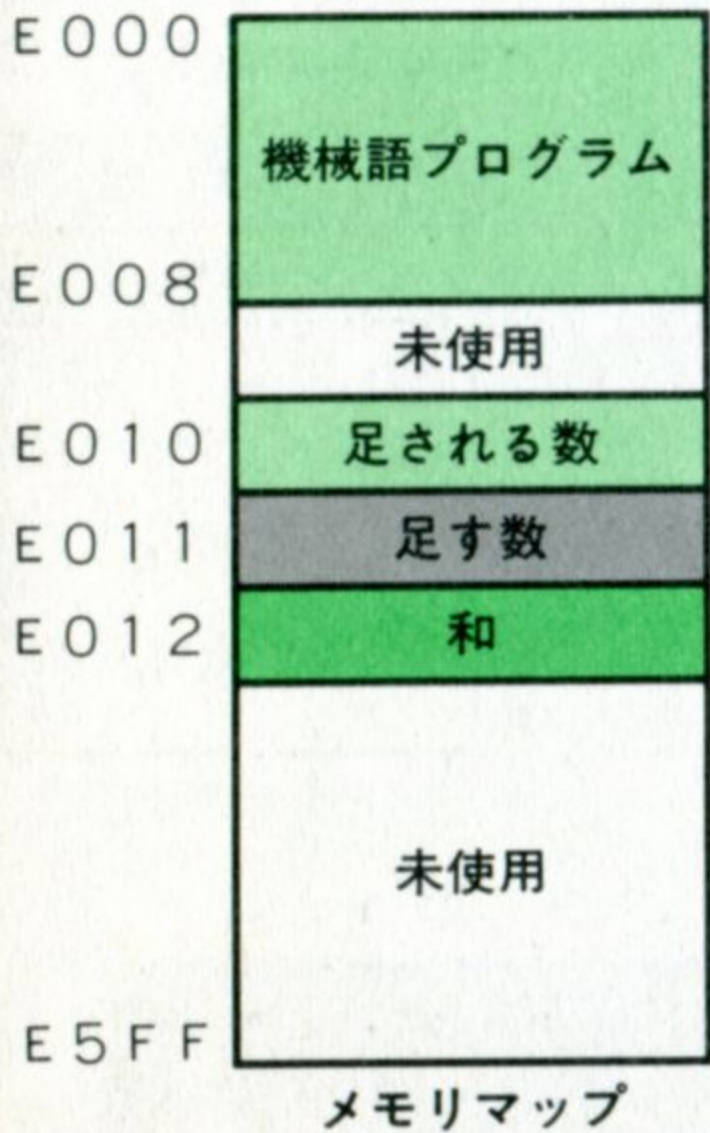 E000
機械語プログラム
E008
未使用
E010 足される数
E011 足す数
E012 和
未使用
E5FF
メモリマップ